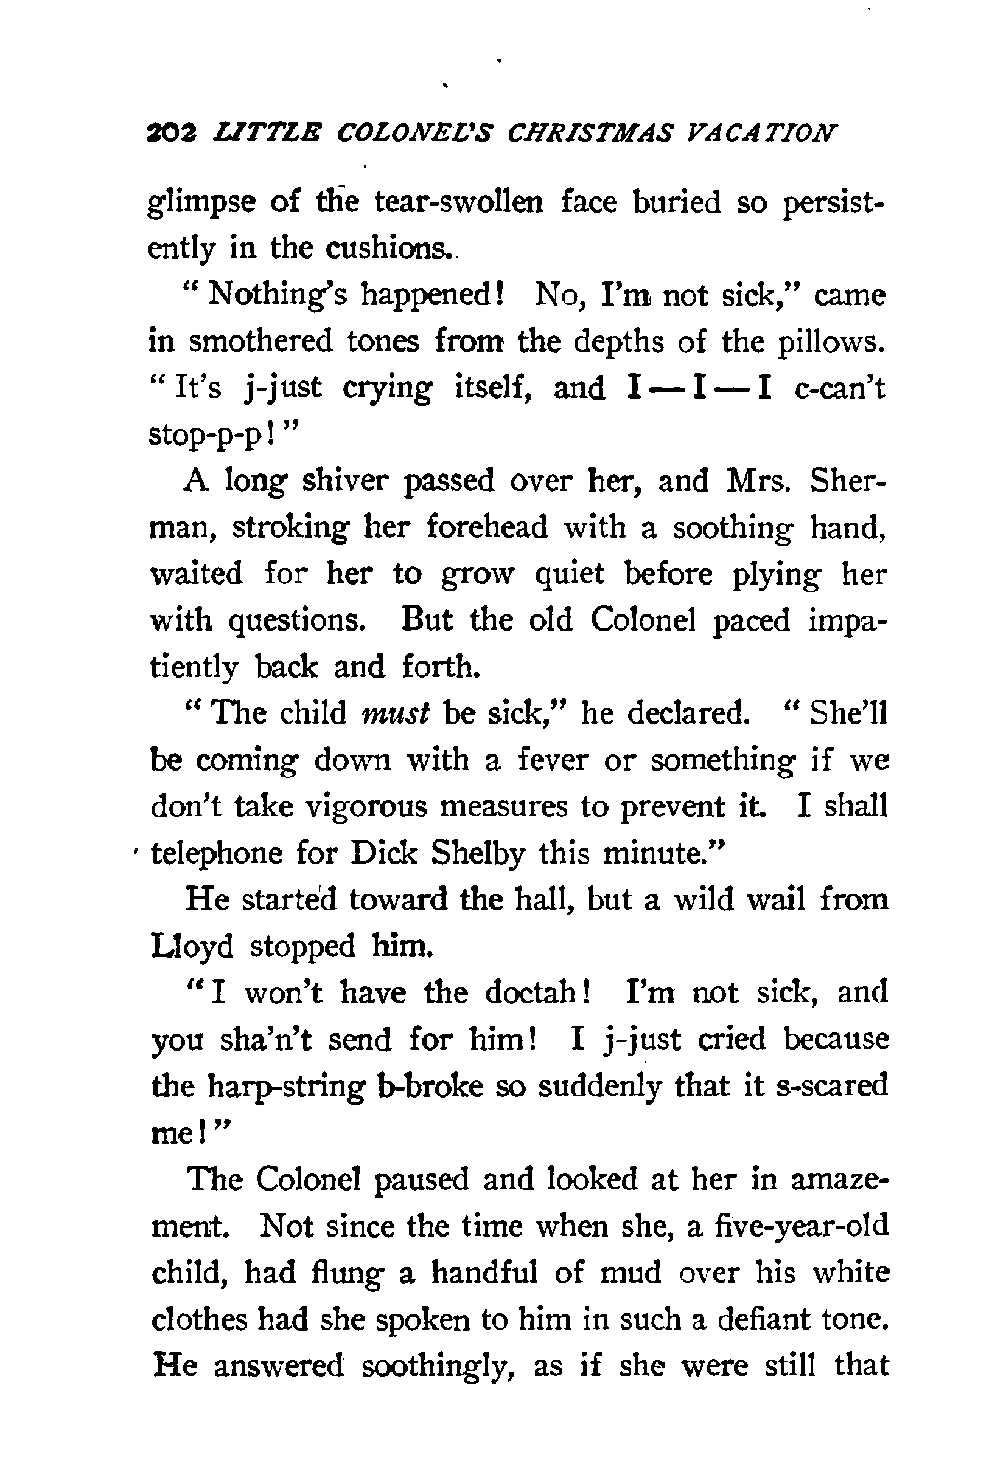 202 LITTLE COLONEL'S CHRISTMAS VACATION
glimpse of the tear-swollen face buried so persist-
ently in the cushions.
" Nothing's happened! No, I'm not sick," came
in smothered tones from the depths of the pillows.
" It's j-just crying itself, and I — I — I c-can't
stop-p-p! "
A long shiver passed over her, and Mrs. Sher-
man, stroking her forehead with a soothing hand,
waited for her to grow quiet before plying her
with questions. But the old Colonel paced impa-
tiently back and forth.
" The child must be sick," he declared. " She'll
be coming down with a fever or something if we
don't take vigorous measures to prevent it. I shall
telephone for Dick Shelby this minute."
He started toward the hall, but a wild wail from
Lloyd stopped him.
" I won't have the doctah! I'm not sick, and
you sha'n't send for him! I j-just cried because
the harp-string b-broke so suddenly that it s-scared
me! "
The Colonel paused and looked at her in amaze-
ment. Not since the time when she, a five-year-old
child, had flung a handful of mud over his white
clothes had she spoken to him in such a defiant tone.
He answered soothingly, as if she were still that